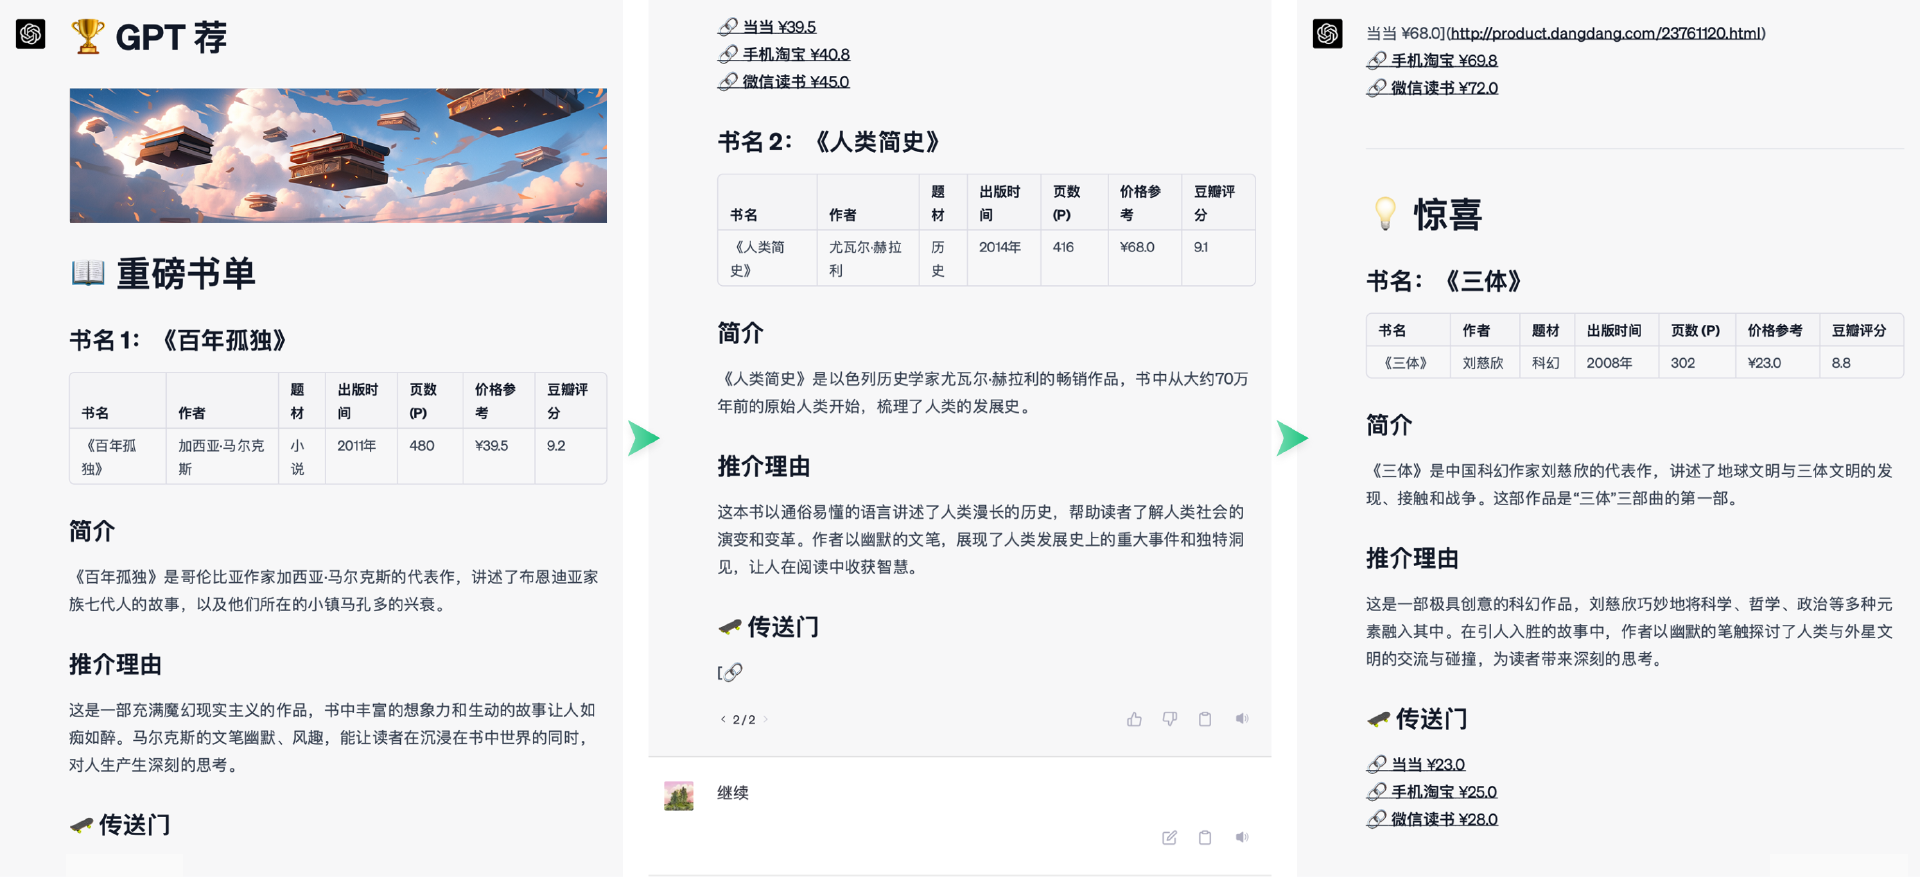 🏆 GPT 荐
📖 重磅书单
书名 1：《百年孤独》
书名 作者 题材 出版时间 页数 (P) 价格参考 豆瓣评分
《百年孤独》 加西亚·马尔克斯 小说 2011年 480 ¥39.5 9.2
简介
《百年孤独》是哥伦比亚作家加西亚·马尔克斯的代表作，讲述了布恩迪亚家
族七代人的故事，以及他们所在的小镇马孔多的兴衰。
推介理由
这是一部充满魔幻现实主义的作品，书中丰富的想象力和生动的故事让人如
痴如醉。马尔克斯的文笔幽默、风趣，能让读者在沉浸在书中世界的同时，
对人生产生深刻的思考。
🛹 传送门
🔗 当当 ¥39.5
🔗 手机淘宝 ¥40.8
🔗 微信读书 ¥45.0
书名 2：《人类简史》
书名 作者 题材 出版时间 页数 (P) 价格参考 豆瓣评分
《人类简史》 尤瓦尔·赫拉利 历史 2014年 416 ¥68.0 9.1
简介
《人类简史》是以色列历史学家尤瓦尔·赫拉利的畅销作品，书中从大约70万
年前的原始人类开始，梳理了人类的发展史。
推介理由
这本书以通俗易懂的语言讲述了人类漫长的历史，帮助读者了解人类社会的
演变和变革。作者以幽默的文笔，展现了人类发展史上的重大事件和独特洞
见，让人在阅读中收获智慧。
🛹 传送门
[🔗
‹ 2 / 2 ›
继续
当当 ¥68.0](http://product.dangdang.com/23761120.html)
🔗 手机淘宝 ¥69.8
🔗 微信读书 ¥72.0
💡 惊喜
书名：《三体》
书名 作者 题材 出版时间 页数 (P) 价格参考 豆瓣评分
《三体》 刘慈欣 科幻 2008年 302 ¥23.0 8.8
简介
《三体》是中国科幻作家刘慈欣的代表作，讲述了地球文明与三体文明的发
现、接触和战争。这部作品是“三体”三部曲的第一部。
推介理由
这是一部极具创意的科幻作品，刘慈欣巧妙地将科学、哲学、政治等多种元
素融入其中。在引人入胜的故事中，作者以幽默的笔触探讨了人类与外星文
明的交流与碰撞，为读者带来深刻的思考。
🛹 传送门
🔗 当当 ¥23.0
🔗 手机淘宝 ¥25.0
🔗 微信读书 ¥28.0